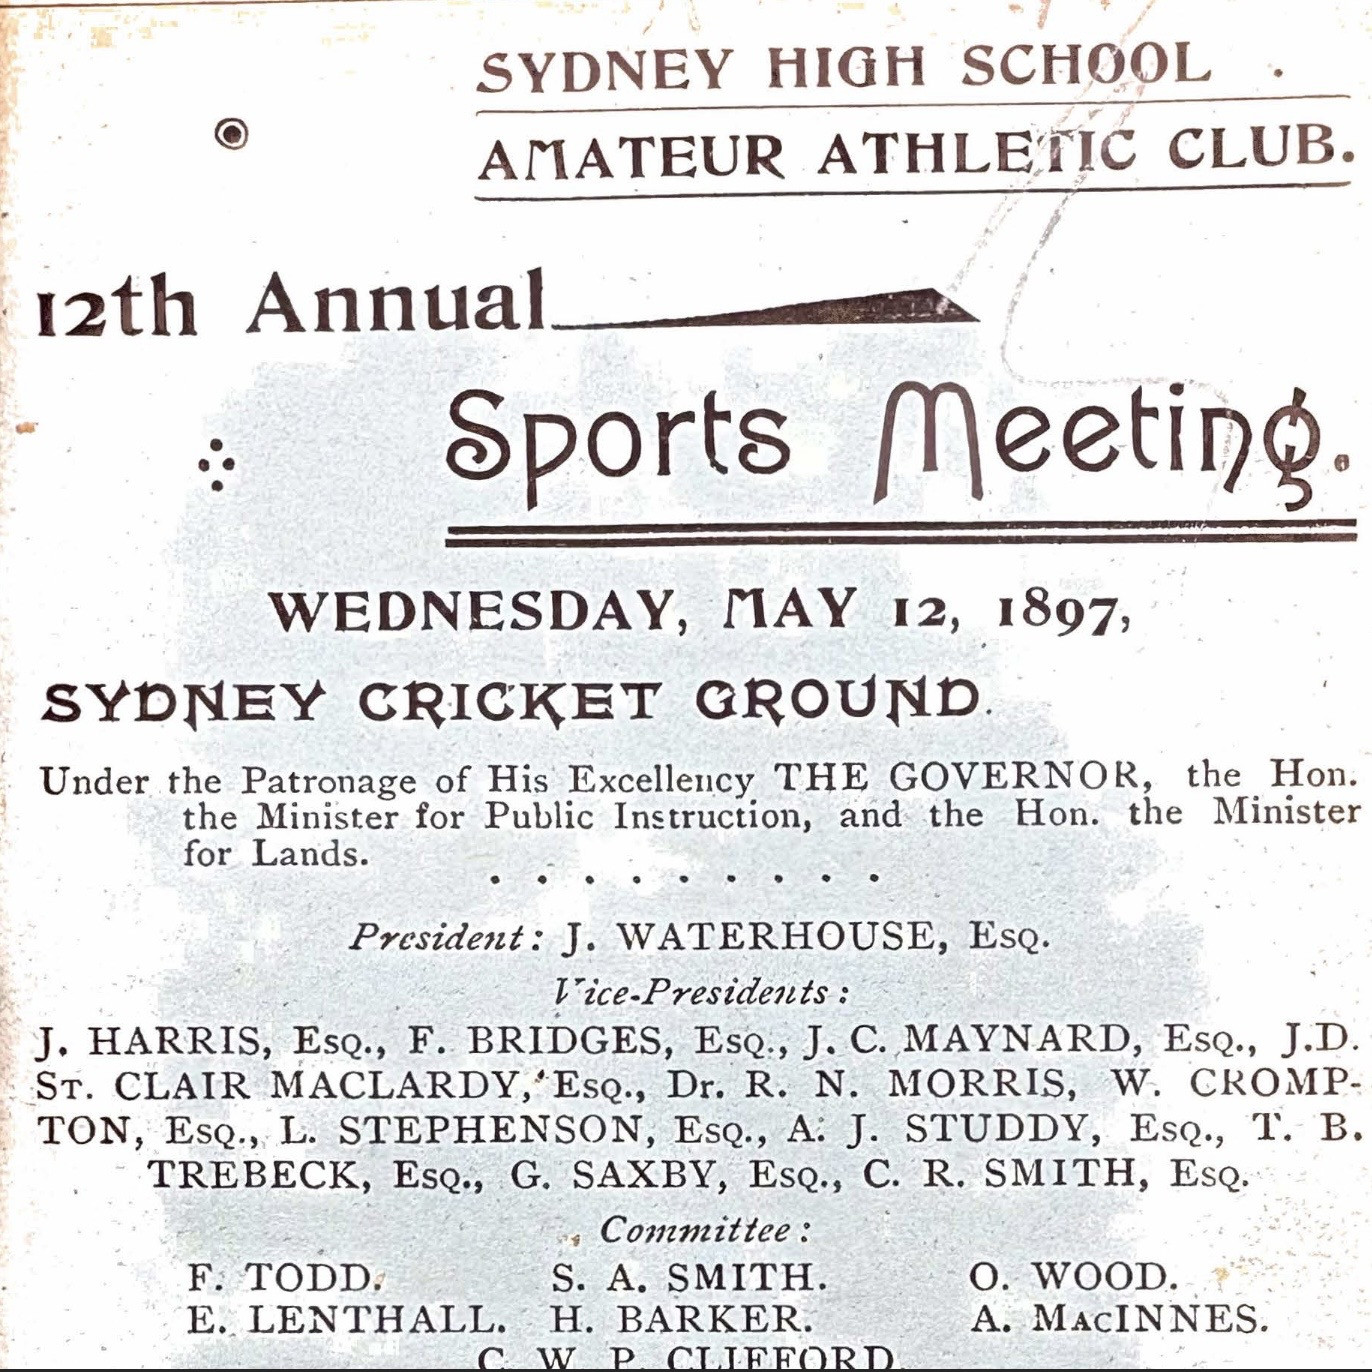 SYDNEY HIGH SCHOOL .
AMATEUR ATHLETIC CLUB.
12th Annual
Sports Meeting.
WEDNESDAY, MAY 12, 1897,
SYDNEY CRICKET GROUND.
Under the Patronage of His Excellency THE GOVERNOR, the Hon.
the Minister for Public Instruction, and the Hon. the Minister
for Lands.
. . . . . . . . .
President: J. WATERHOUSE, Esq.
Vice-Presidents:
J. HARRIS, Esq., F. BRIDGES, Esq., J. C. MAYNARD, Esq., J.D.
ST. CLAIR MACLARDY, Esq., Dr. R. N. MORRIS, W. CROMP-
TON, Esq., L. STEPHENSON, Esq., A. J. STUDDY, Esq., T. B.
TREBECK, Esq., G. SAXBY, Esq., C. R. SMITH, Esq.
Committee:
F. TODD. S. A. SMITH. O. WOOD.
E. LENTHALL. H. BARKER. A. MacINNES.
C. W. P. CLIFFORD.